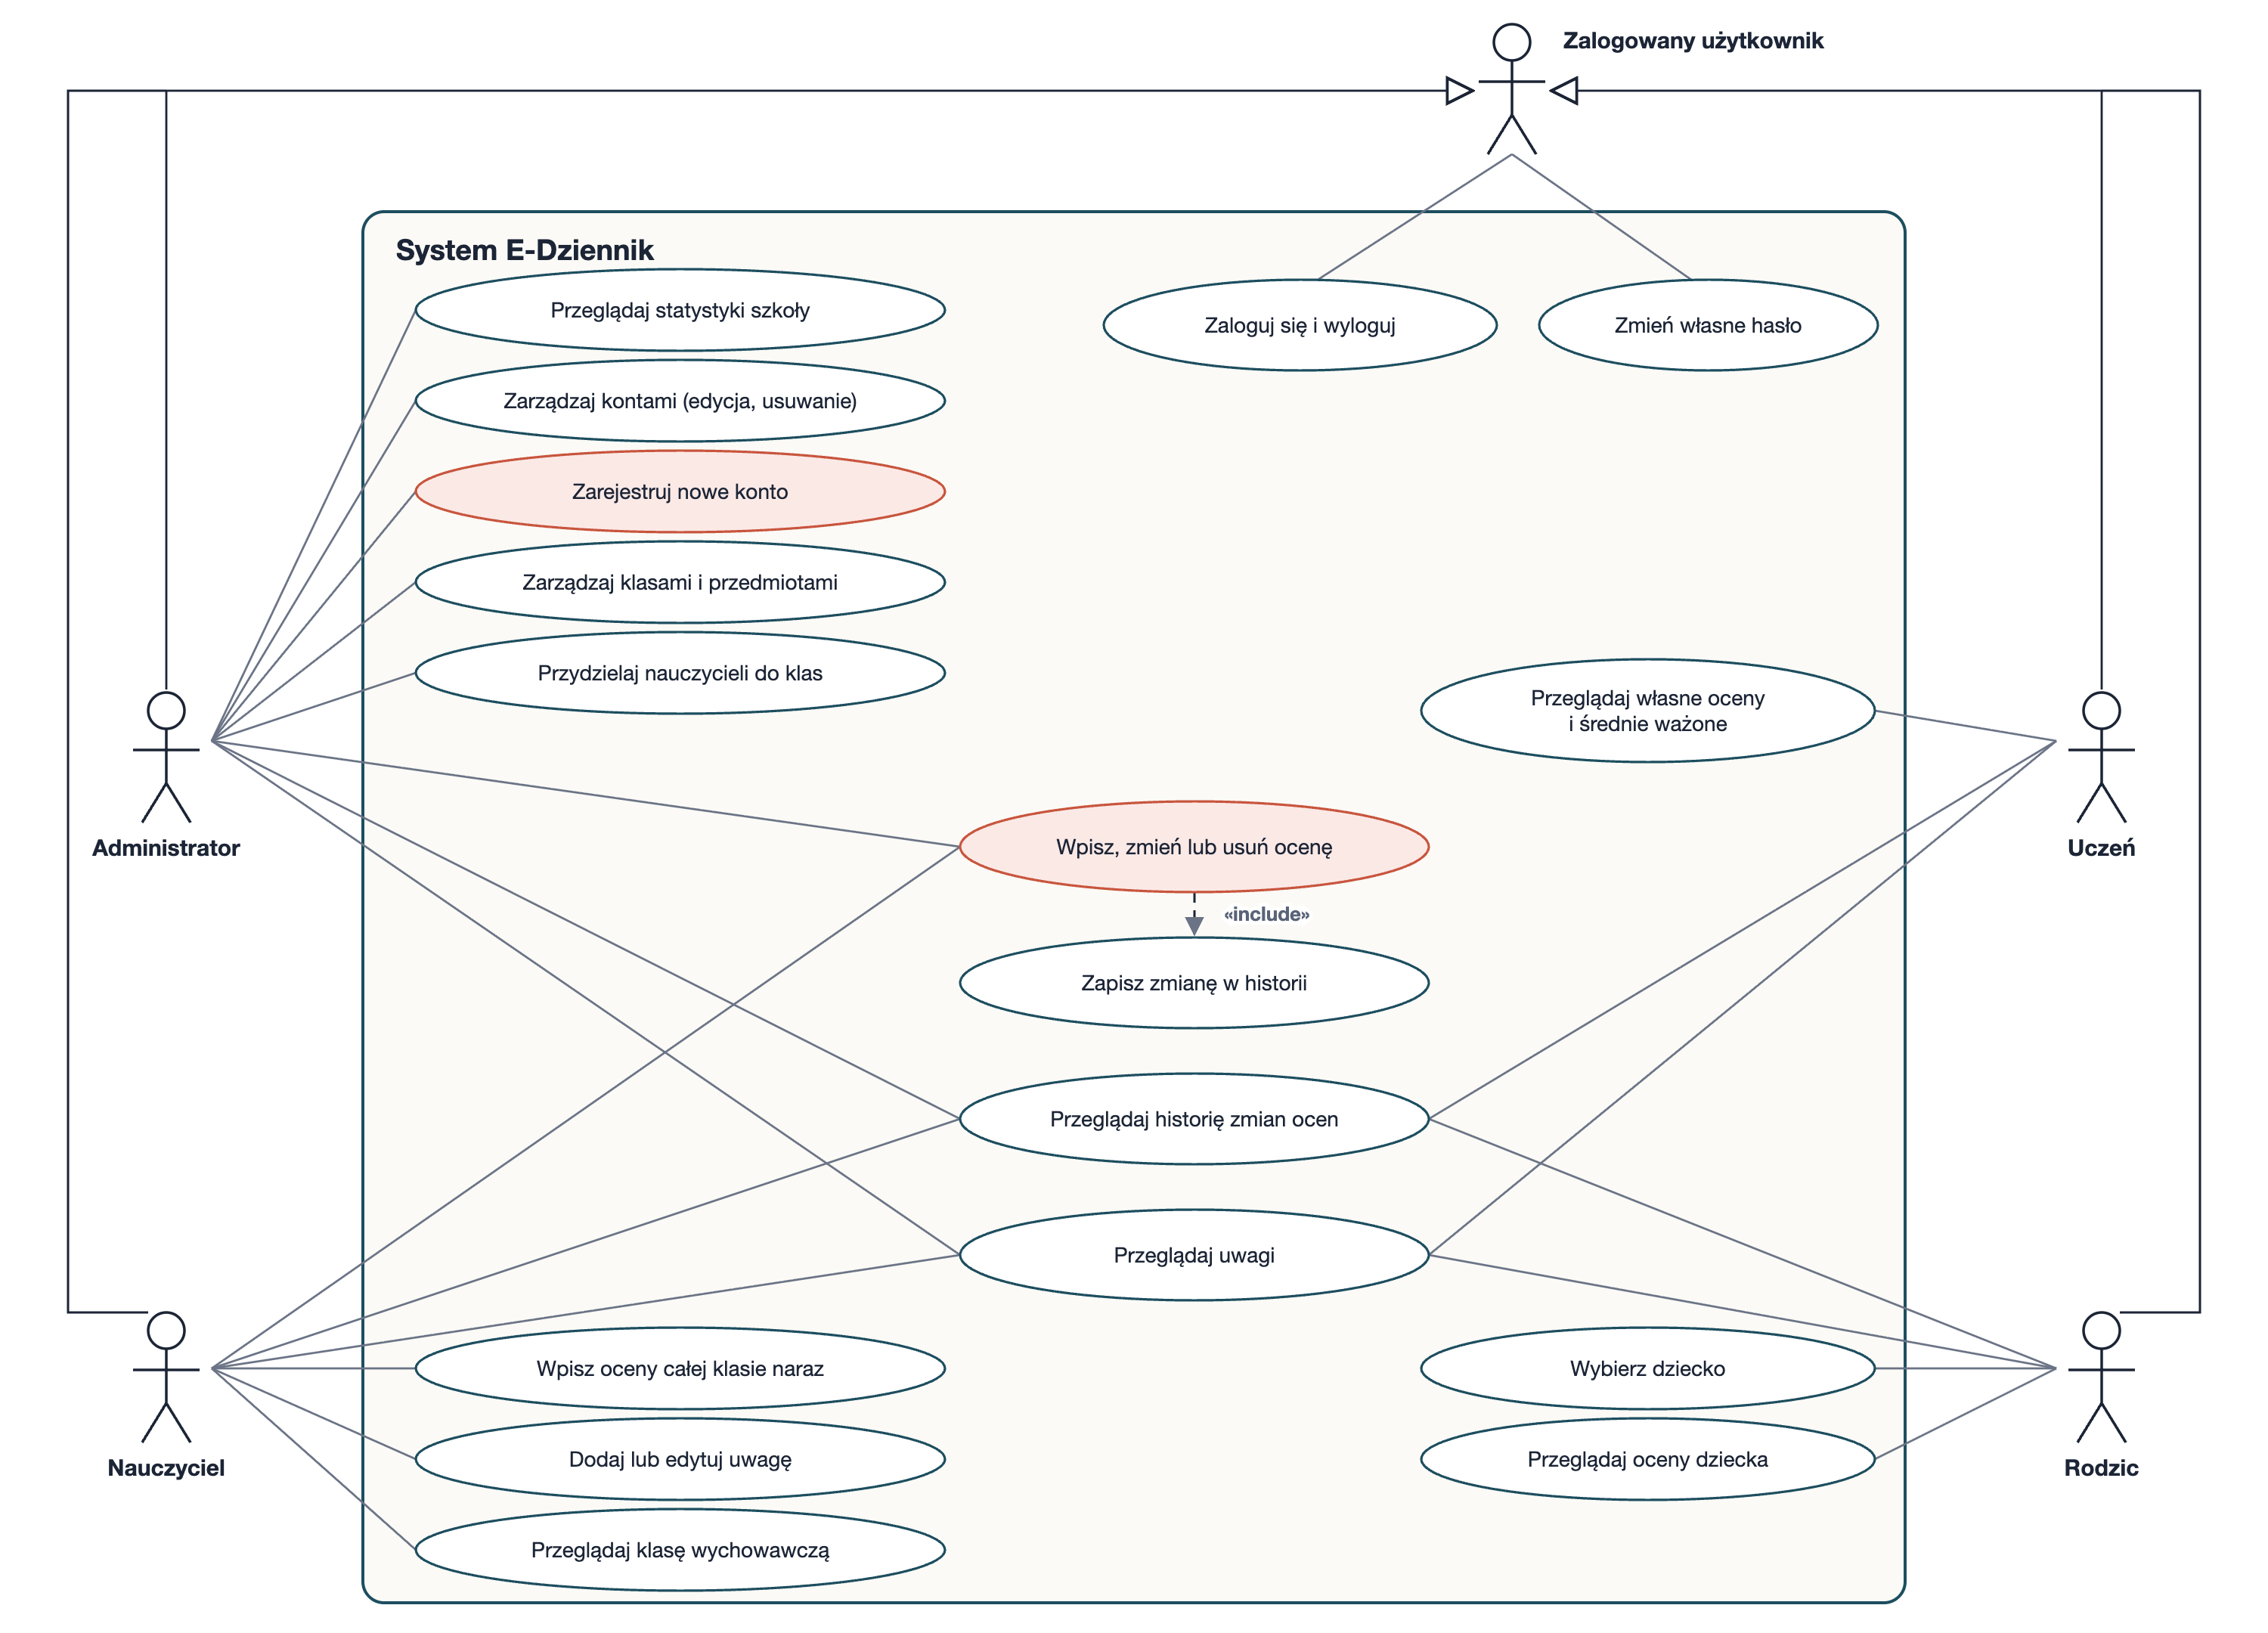 Zalogowany użytkownik
System E-Dziennik
Przeglądaj statystyki szkoły
Zaloguj się i wyloguj
Zmień własne hasło
Zarządzaj kontami (edycja, usuwanie)
Zarejestruj nowe konto
Zarządzaj klasami i przedmiotami
Przydzielaj nauczycieli do klas
Przeglądaj własne oceny
i średnie ważone
Administrator
Wpisz, zmień lub usuń ocenę
Uczeń
«include»
Zapisz zmianę w historii
Przeglądaj historię zmian ocen
Przeglądaj uwagi
Wpisz oceny całej klasie naraz
Wybierz dziecko
Nauczyciel
Dodaj lub edytuj uwagę
Przeglądaj oceny dziecka
Rodzic
Przeglądaj klasę wychowawczą